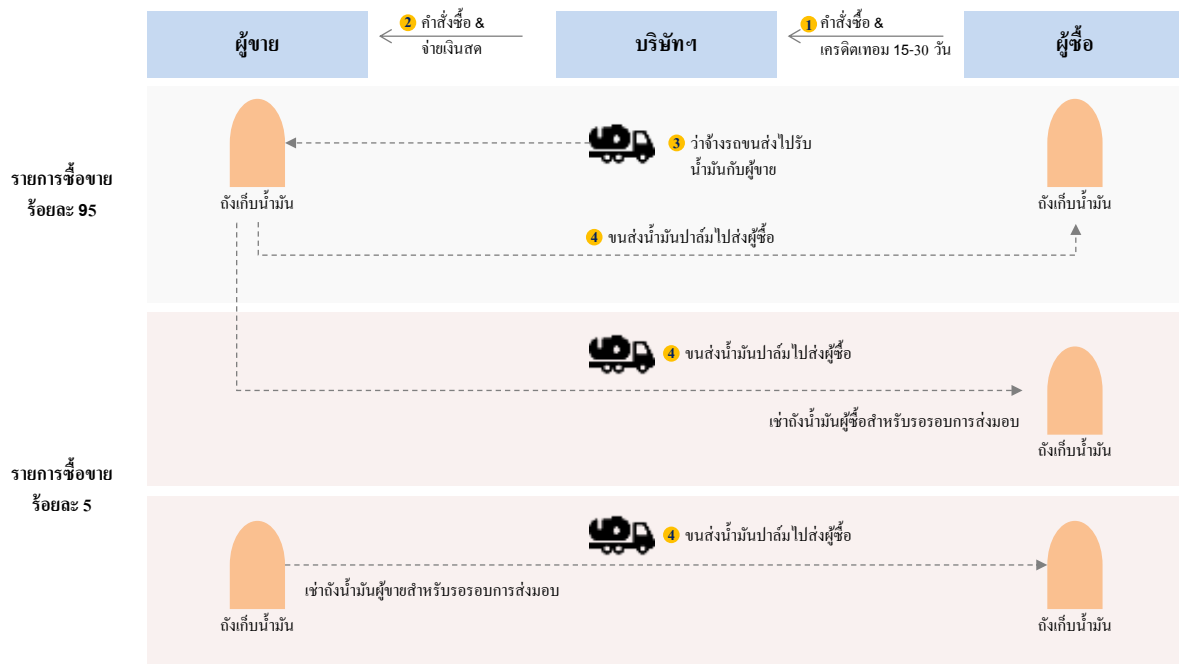 ผู้ขาย
2 คำสั่งซื้อ &
จ่ายเงินสด
บริษัทฯ
1 คำสั่งซื้อ &
เครดิตเทอม 15-30 วัน
ผู้ซื้อ
รายการซื้อขาย
ร้อยละ 95
3 ว่าจ้างรถขนส่งไปรับ
น้ำมันกับผู้ขาย
ถังเก็บน้ำมัน
ถังเก็บน้ำมัน
4 ขนส่งน้ำมันปาล์มไปส่งผู้ซื้อ
รายการซื้อขาย
ร้อยละ 5
4 ขนส่งน้ำมันปาล์มไปส่งผู้ซื้อ
เช่าถังน้ำมันผู้ซื้อสำหรับรอรอบการส่งมอบ
ถังเก็บน้ำมัน
4 ขนส่งน้ำมันปาล์มไปส่งผู้ซื้อ
เช่าถังน้ำมันผู้ขายสำหรับรอรอบการส่งมอบ
ถังเก็บน้ำมัน
ถังเก็บน้ำมัน